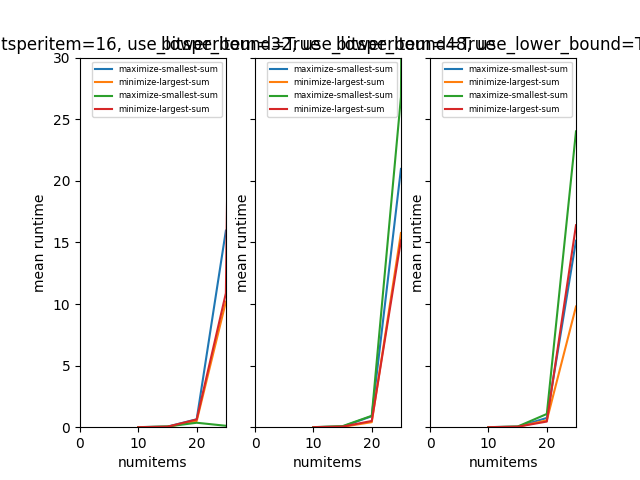 tsperitem=16, use_lower_bound=True
bitsperitem=32, use_lower_bound=True
bitsperitem=48, use_lower_bound=T
30
25
20
15
10
5
0
mean runtime
maximize-smallest-sum
minimize-largest-sum
maximize-smallest-sum
minimize-largest-sum
0 10 20
numitems
mean runtime
maximize-smallest-sum
minimize-largest-sum
maximize-smallest-sum
minimize-largest-sum
0 10 20
numitems
mean runtime
maximize-smallest-sum
minimize-largest-sum
maximize-smallest-sum
minimize-largest-sum
0 10 20
numitems